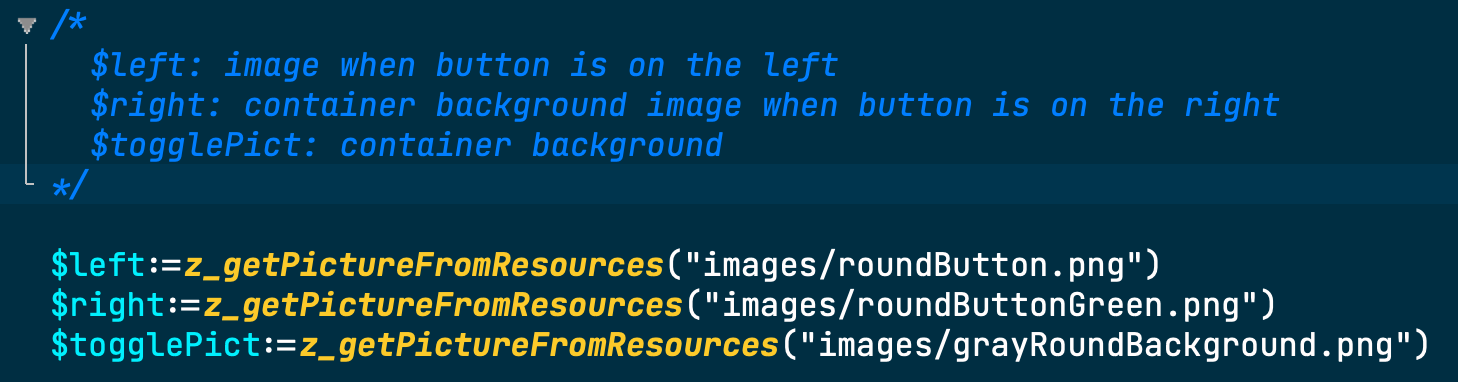 /*
$left: image when button is on the left
$right: container background image when button is on the right
$togglePict: container background
*/
$left:=z_getPictureFromResources("images/roundButton.png")
$right:=z_getPictureFromResources("images/roundButtonGreen.png")
$togglePict:=z_getPictureFromResources("images/grayRoundBackground.png")